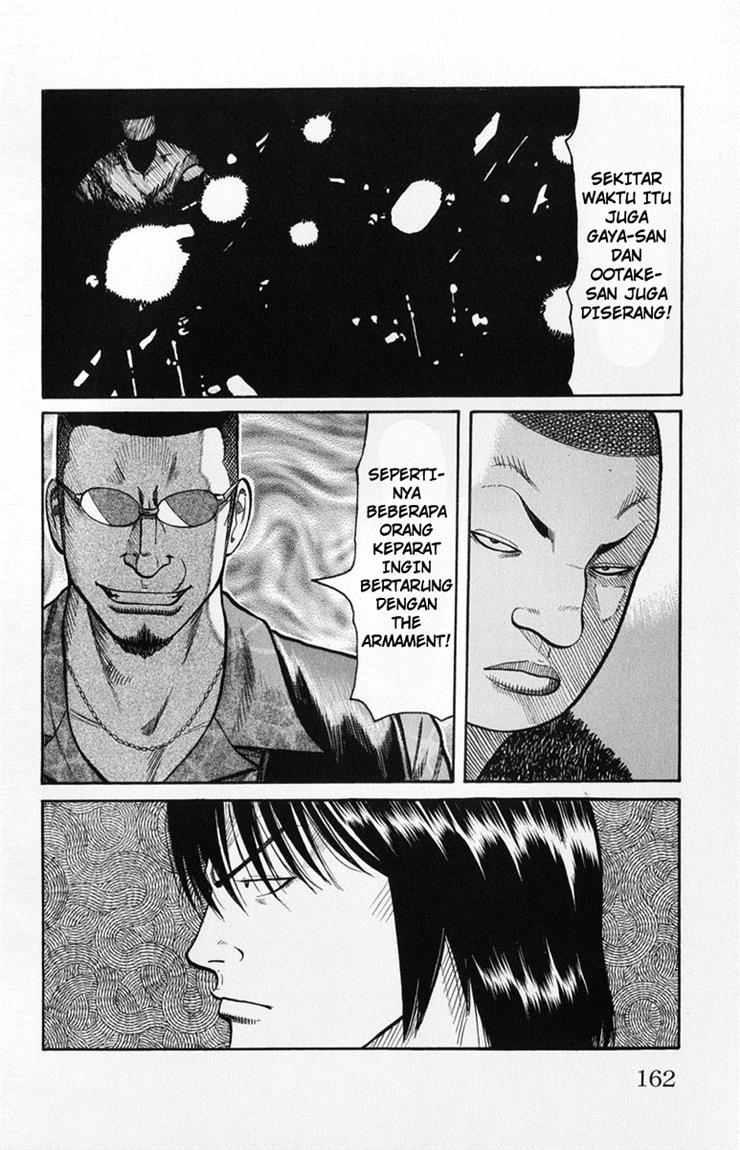 SEKITAR
WAKTU ITU
JUGA
GAYA-SAN
DAN
OOTAKE-
SAN JUGA
DISERANG!
SEPERTI-
NYA
BEBERAPA
ORANG
KEPARAT
INGIN
BERTARUNG
DENGAN
THE
ARMAMENT!
162